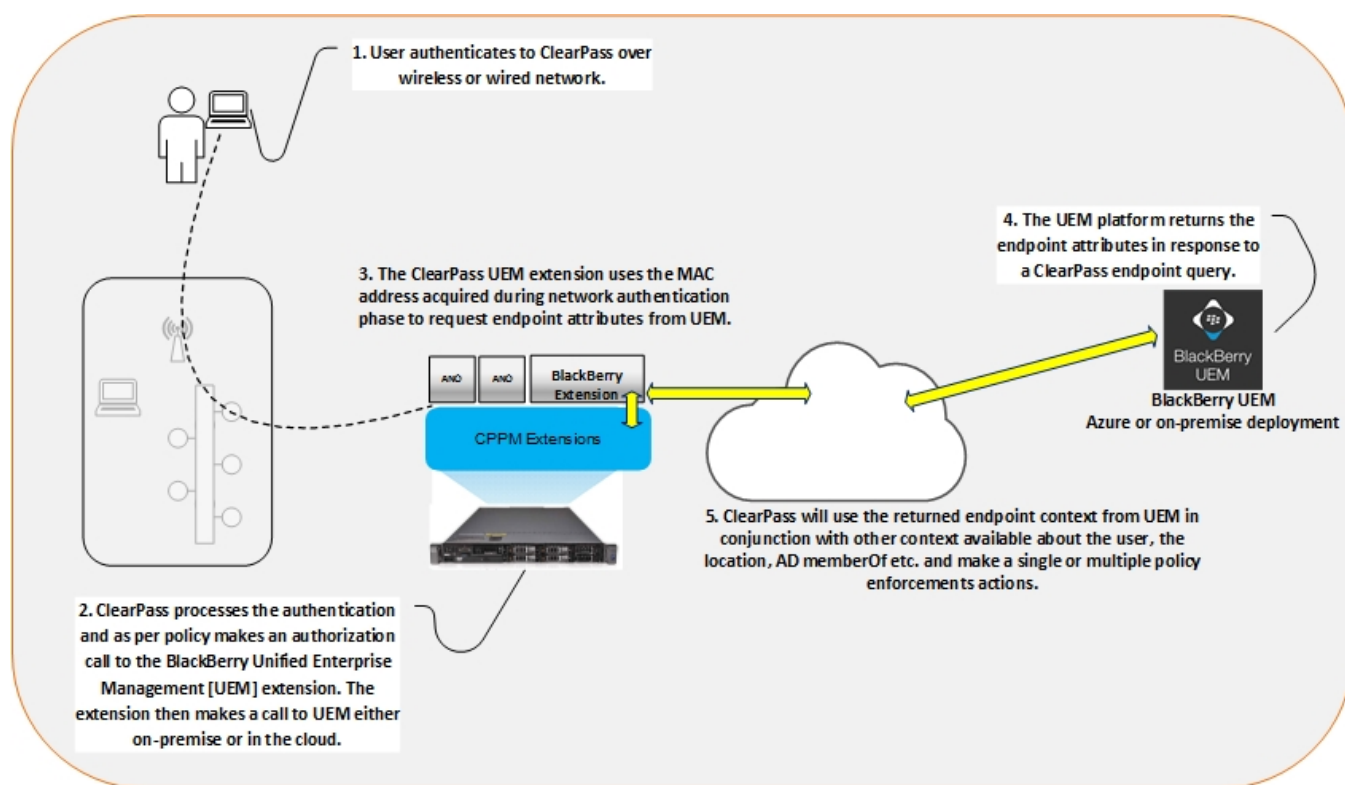 1. User authenticates to ClearPass over
wireless or wired network.
4. The UEM platform returns the
endpoint attributes in response to
a ClearPass endpoint query.
3. The ClearPass UEM extension uses the MAC
address acquired during network authentication
phase to request endpoint attributes from UEM.
ANO
ANO
BlackBerry
Extension
CPPM Extensions
BlackBerry
UEM
BlackBerry UEM
Azure or on-premise deployment
5. ClearPass will use the returned endpoint context from UEM in
conjunction with other context available about the user, the
location, AD memberOf etc. and make a single or multiple policy
enforcements actions.
2. ClearPass processes the authentication
and as per policy makes an authorization
call to the BlackBerry Unified Enterprise
Management [UEM] extension. The
extension then makes a call to UEM either
on-premise or in the cloud.